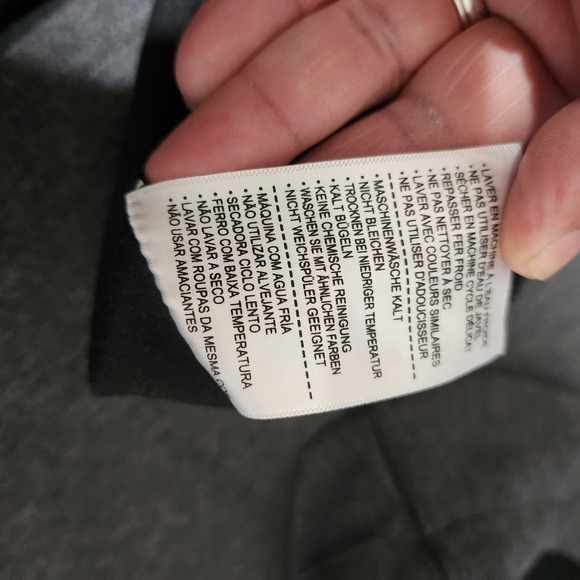 • LAVER EN MACHINE À L'EAU FROIDE
• NE PAS UTILISER D'EAU DE JAVEL
• SÉCHER EN MACHINE CYCLE DÉLICAT
• REPASSER FER FROID
• NE PAS NETTOYER À SEC
• LAVER AVEC COULEURS SIMILAIRES
• NE PAS UTILISER D'ADOUCISSEUR
------------------
• MASCHINENWÄSCHE KALT
• NICHT BLEICHEN
TROCKNEN BEI NIEDRIGER TEMPERATUR
• KALT BÜGELN
• KEINE CHEMISCHE REINIGUNG
• WASCHEN SIE MIT ÄHNLICHEN FARBEN
• NICHT WEICHSPÜLER GEEIGNET
------------------
• MÁQUINA COM AGUA FRÍA
• NÃO UTILIZAR ALVEJANTE
• SECADORA CICLO LENTO
• FERRO COM BAIXA TEMPERATURA
• NÃO LAVAR A SECO
• LAVAR COM ROUPAS DA MESMA
• NÃO USAR AMACIANTES